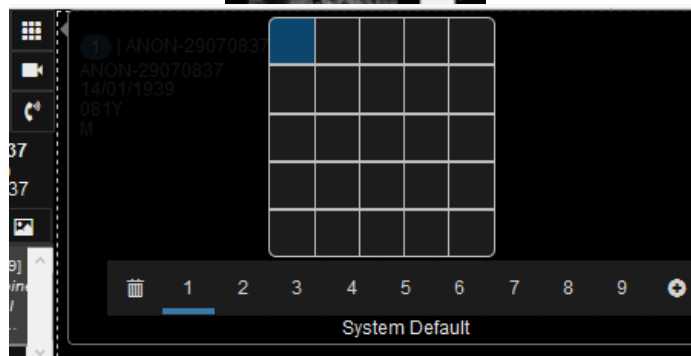 1 | ANON-29070837
ANON-29070837
14/01/1939
081Y
M
37
37
9]
1 2 3 4 5 6 7 8 9
System Default